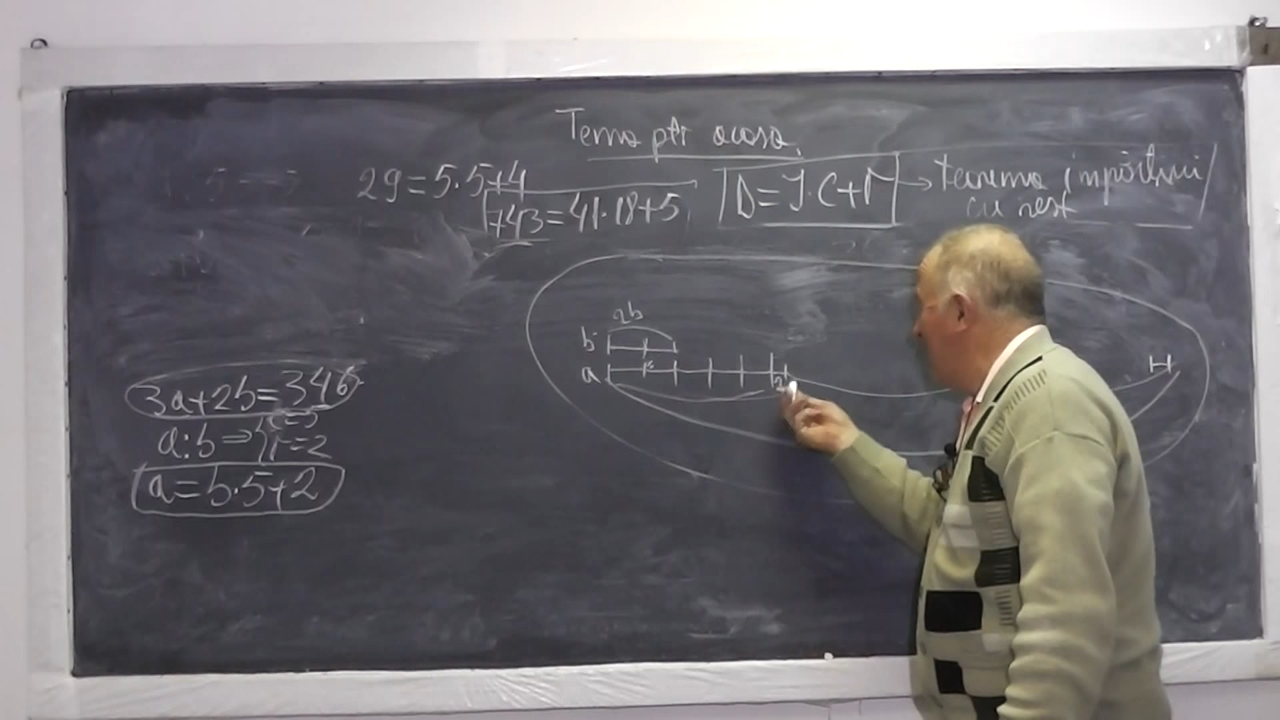 Tema ptr acasa.
29=5·5+4
743=41·18+5
D=Î·C+r → teorema împărțirii
cu rest
2b
b
a
2
3a+2b=346
a:b⇒{c=5
r=2
a=b·5+2